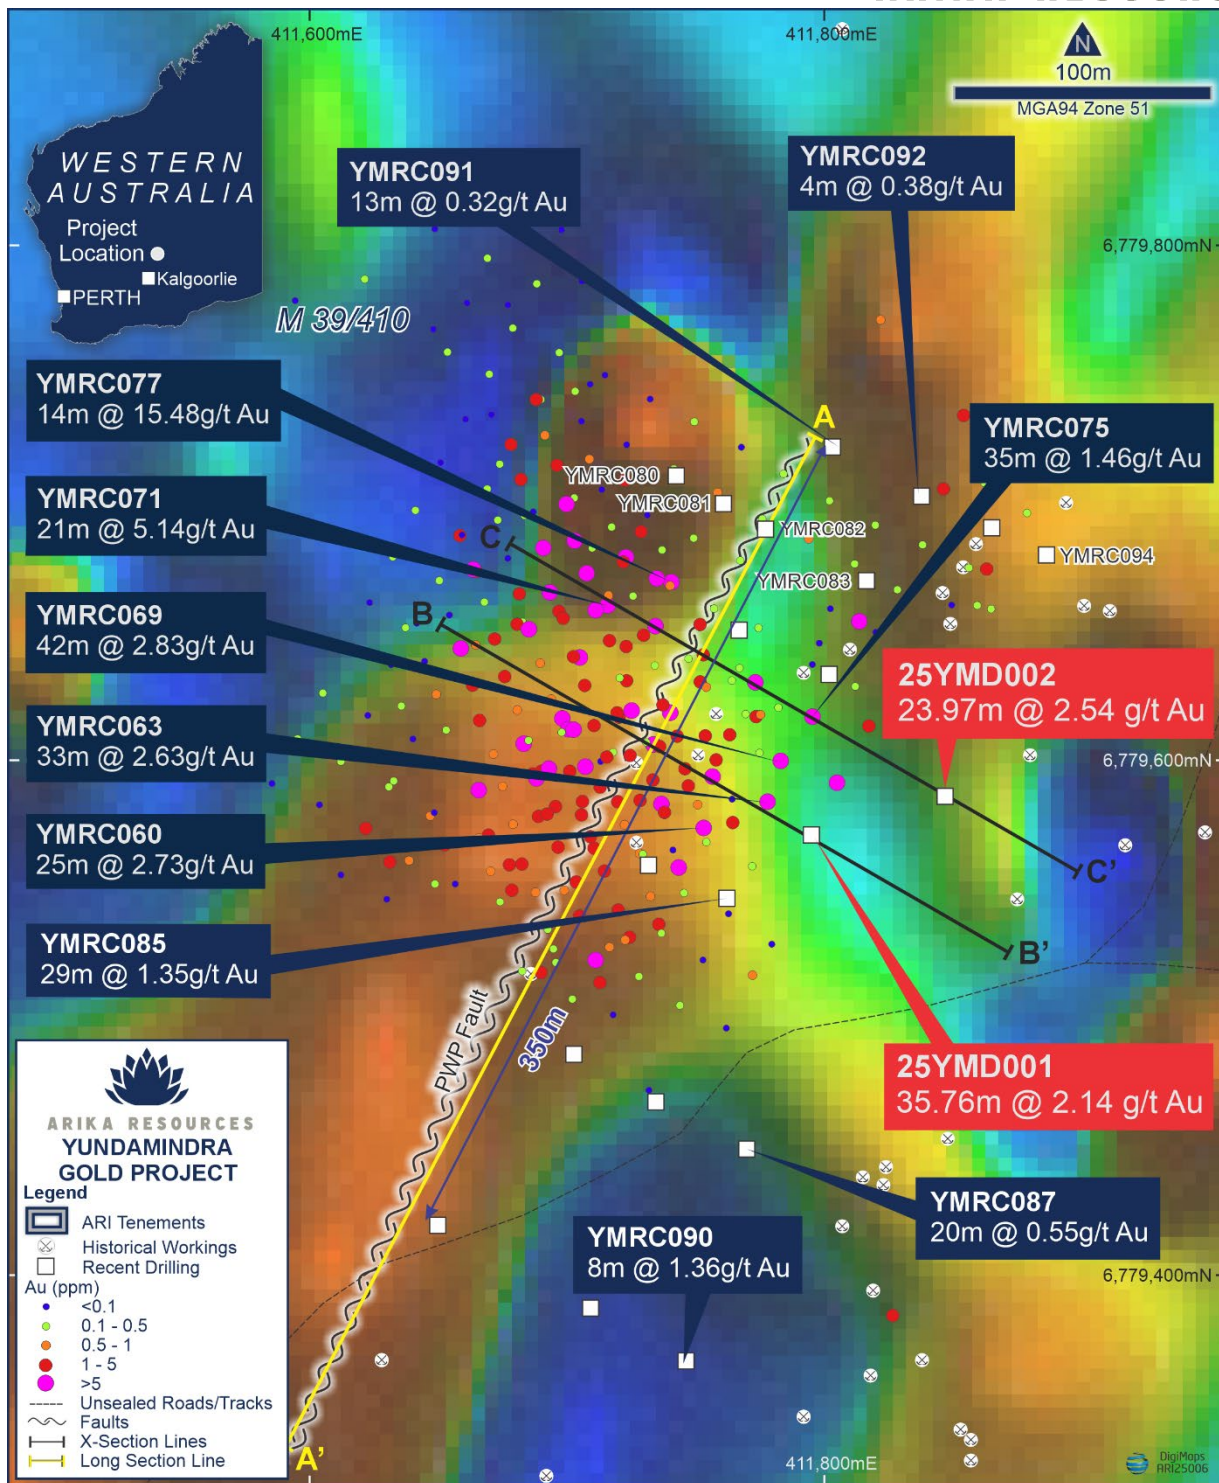 411,600mE
411,800mE
N
100m
MGA94 Zone 51
WESTERN
AUSTRALIA
Project
Location
Kalgoorlie
PERTH
M 39/410
YMRC091
13m @ 0.32g/t Au
YMRC092
4m @ 0.38g/t Au
6,779,800mN
YMRC077
14m @ 15.48g/t Au
YMRC075
35m @ 1.46g/t Au
A
YMRC080
YMRC081
YMRC082
YMRC083
YMRC094
YMRC071
21m @ 5.14g/t Au
C
B
YMRC069
42m @ 2.83g/t Au
25YMD002
23.97m @ 2.54 g/t Au
YMRC063
33m @ 2.63g/t Au
6,779,600mN
YMRC060
25m @ 2.73g/t Au
C'
B'
YMRC085
29m @ 1.35g/t Au
PWP Fault
350m
25YMD001
35.76m @ 2.14 g/t Au
YMRC087
20m @ 0.55g/t Au
YMRC090
8m @ 1.36g/t Au
6,779,400mN
A'
411,800mE
ARIKA RESOURCES
YUNDAMINDRA
GOLD PROJECT
Legend
ARI Tenements
Historical Workings
Recent Drilling
Au (ppm)
<0.1
0.1 - 0.5
0.5 - 1
1 - 5
>5
Unsealed Roads/Tracks
Faults
X-Section Lines
Long Section Line
DigiMaps
ARI25006